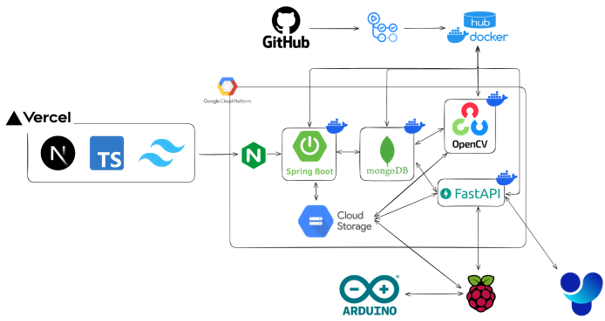 GitHub
hub
docker
Google Cloud Platform
Vercel
N
TS
N
Spring Boot
mongoDB
OpenCV
FastAPI
Cloud
Storage
ARDUINO